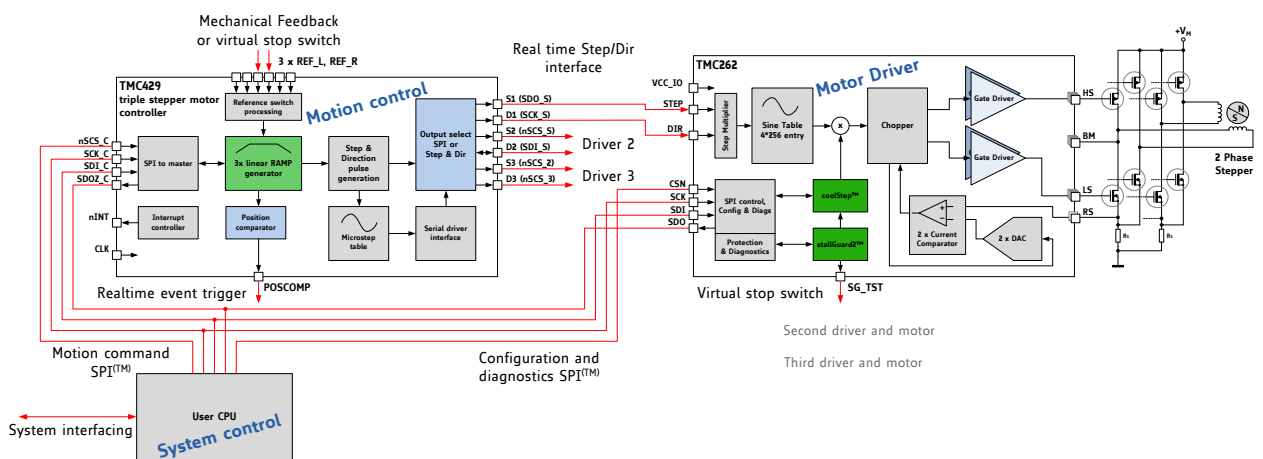 Mechanical Feedback
or virtual stop switch
3 x REF_L, REF_R
TMC429
triple stepper motor
controller
Reference switch
processing
Motion control
nSCS_C
SCK_C
SDI_C
SDOZ_C
nINT
CLK
SPI to master
3x linear RAMP
generator
Step &
Direction
pulse
generation
Output select
SPI or
Step & Dir
Interrupt
controller
Position
comparator
Microstep
table
Serial driver
interface
S1 (SDO_S)
D1 (SCK_S)
S2 (nSCS_S)
D2 (SDI_S)
S3 (nSCS_2)
D3 (nSCS_3)
Driver 2
Driver 3
Real time Step/Dir
interface
Realtime event trigger
POSCOMP
TMC262
Motor Driver
VCC_IO
STEP
DIR
CSN
SCK
SDI
SDO
Step Multiplier
Sine Table
4*256 entry
x
Chopper
Gate Driver
Gate Driver
SPI control,
Config & Diags
Protection
& Diagnostics
coolStep™
stallGuard2™
+
−
2 x Current
Comparator
2 x DAC
HS
BM
LS
RS
+VM
N
S
2 Phase
Stepper
RS
RS
Virtual stop switch
SG_TST
Second driver and motor
Third driver and motor
Motion command
SPI(TM)
Configuration and
diagnostics SPI(TM)
User CPU
System control
System interfacing